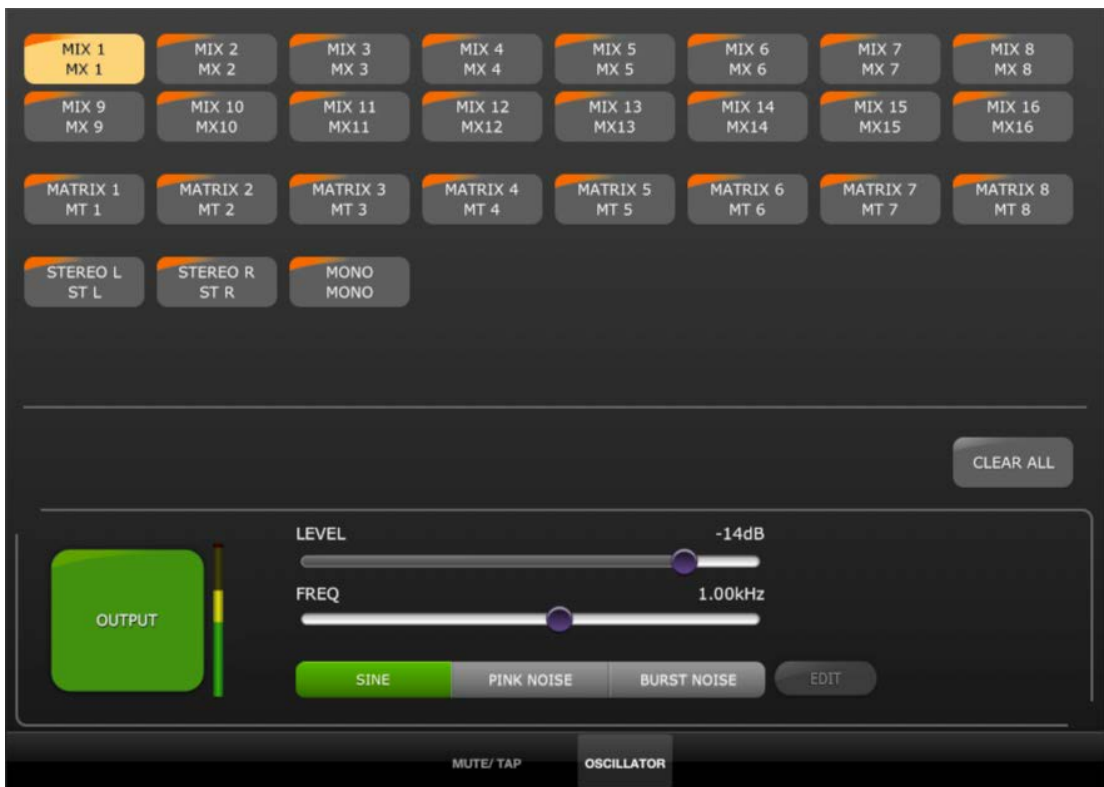 MIX 1 MIX 2 MIX 3 MIX 4 MIX 5 MIX 6 MIX 7 MIX 8
MX 1 MX 2 MX 3 MX 4 MX 5 MX 6 MX 7 MX 8
MIX 9 MIX 10 MIX 11 MIX 12 MIX 13 MIX 14 MIX 15 MIX 16
MX 9 MX10 MX11 MX12 MX13 MX14 MX15 MX16
MATRIX 1 MATRIX 2 MATRIX 3 MATRIX 4 MATRIX 5 MATRIX 6 MATRIX 7 MATRIX 8
MT 1 MT 2 MT 3 MT 4 MT 5 MT 6 MT 7 MT 8
STEREO L STEREO R MONO
ST L ST R MONO
CLEAR ALL
LEVEL -14dB
FREQ 1.00kHz
OUTPUT
SINE PINK NOISE BURST NOISE EDIT
MUTE/ TAP OSCILLATOR